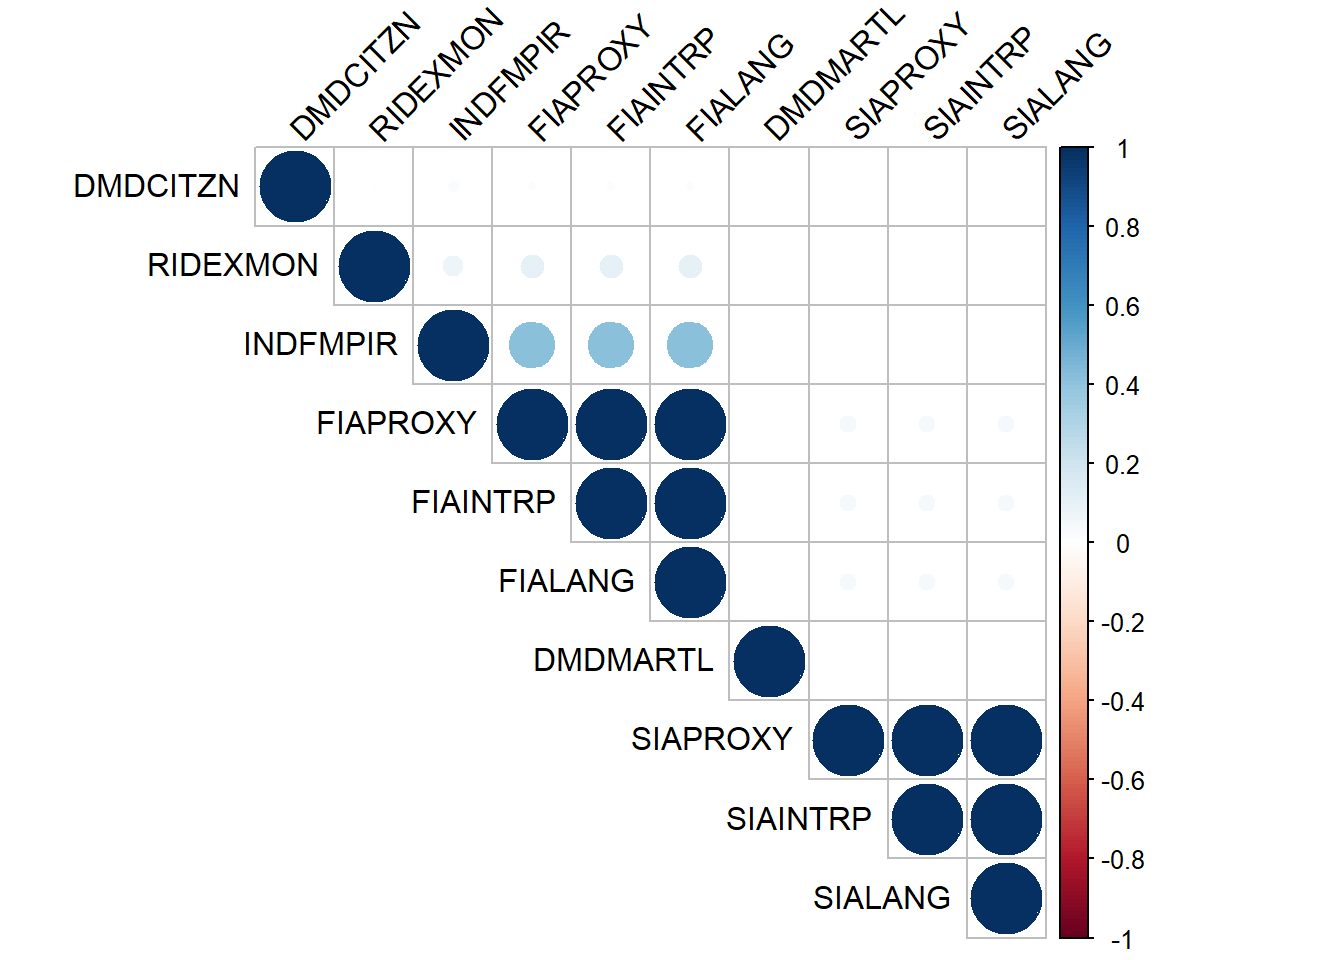 DMDCITZN
RIDEXMON
INDFMPIR
FIAPROXY
FIAINTRP
FIALANG
DMDMARTL
SIAPROXY
SIAINTRP
SIALANG
DMDCITZN
RIDEXMON
INDFMPIR
FIAPROXY
FIAINTRP
FIALANG
DMDMARTL
SIAPROXY
SIAINTRP
SIALANG
1
0.8
0.6
0.4
0.2
0
-0.2
-0.4
-0.6
-0.8
-1